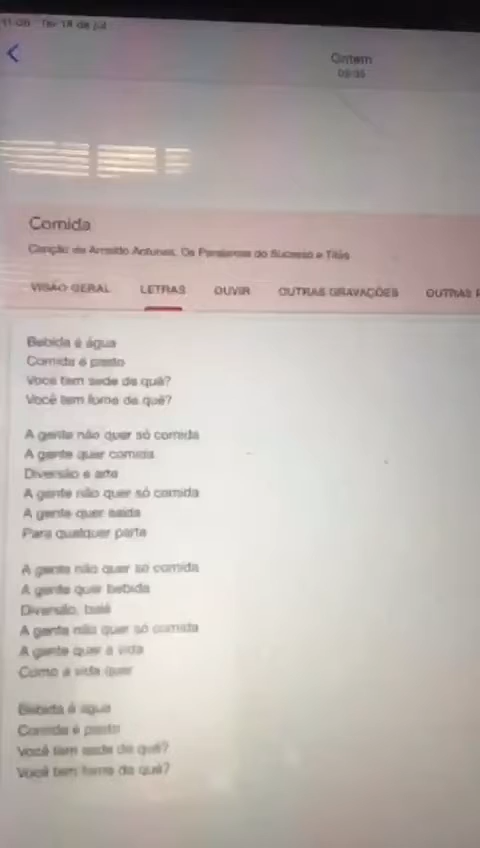 Ontem
09:35
Comida
Canção de Arnaldo Antunes, Os Paralamas do Sucesso e Titãs
VISÃO GERAL LETRAS OUVIR OUTRAS GRAVAÇÕES OUTRAS
Bebida é água
Comida é pasto
Você tem sede de quê?
Você tem fome de quê?
A gente não quer só comida
A gente quer comida
Diversão e arte
A gente não quer só comida
A gente quer saída
Para qualquer parte
A gente não quer só comida
A gente quer bebida
Diversão, balé
A gente não quer só comida
A gente quer a vida
Como a vida quer
Bebida é água
Comida é pasto
Você tem sede de quê?
Você tem fome de quê?